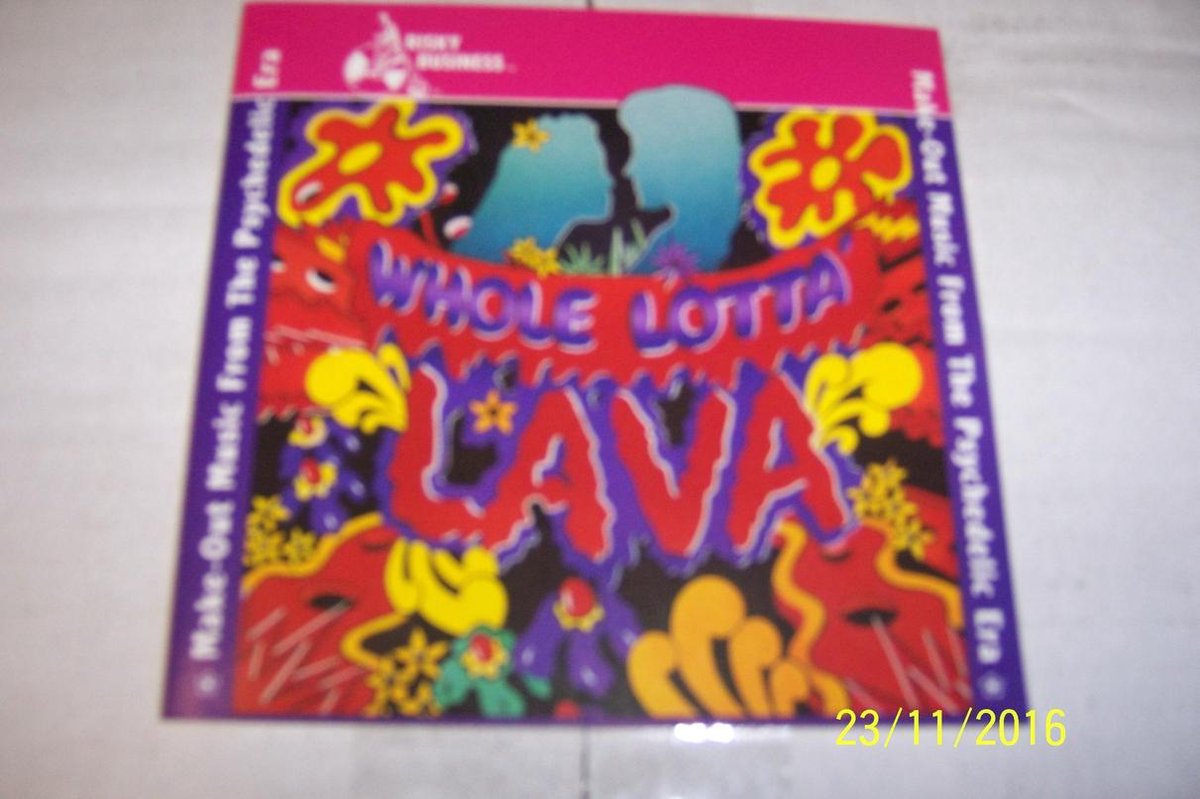 RISKY
BUSINESS
Make-Out Music From The Psychedelic Era
Make-Out Music From The Psychedelic Era
WHOLE LOTTA
LAVA
23/11/2016